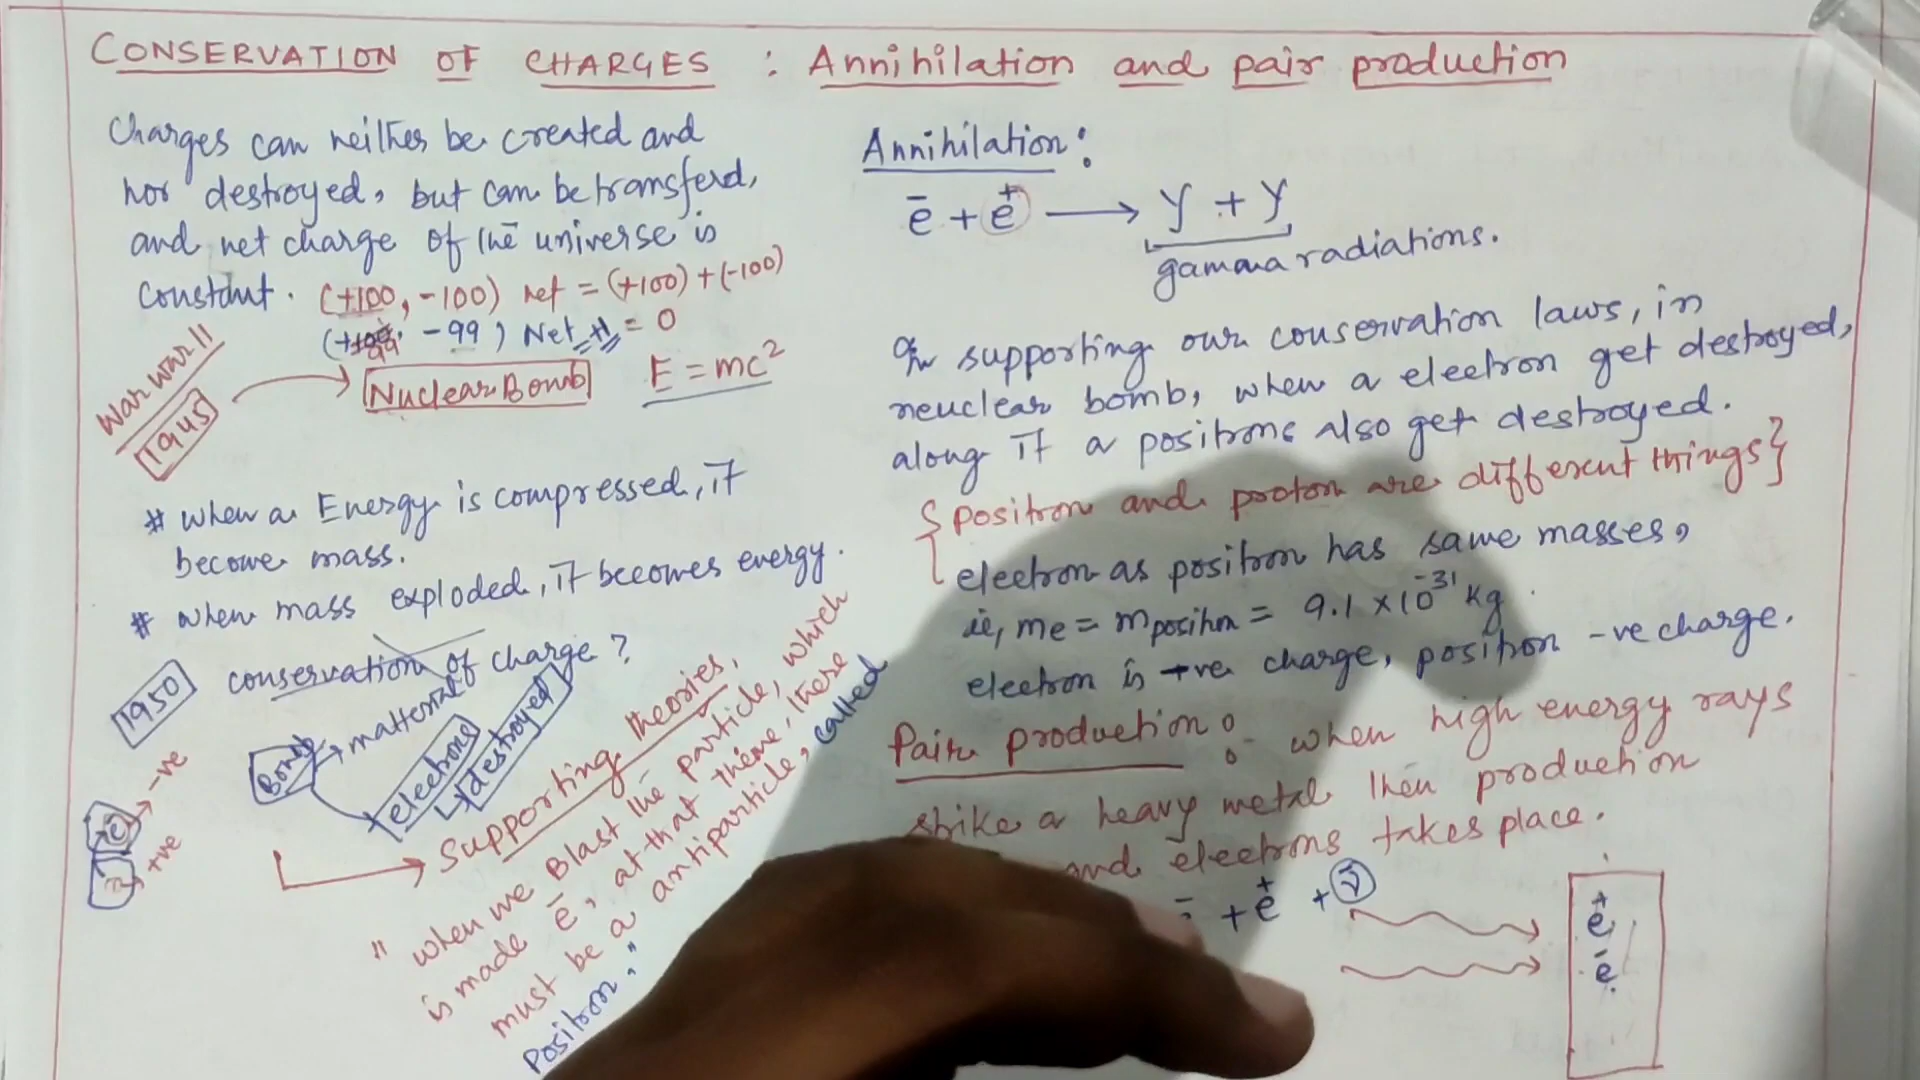 CONSERVATION OF CHARGES : Annihilation and pair production
Charges can neither be created and
nor destroyed, but can be transferd,
and net charge of the universe is
constant. (+100, -100) net = (+100) + (-100)
99 -99) Net = 0
War war II
1945
Nuclear Bomb
E = mc²
# when a Energy is compressed, it
become mass.
# when mass exploded, it becomes energy.
1950
conservation of charge?
Bomb → matterial
electrons
↳ destroyed
e → -ve
→ +ve
Supporting theories.
"when we Blast the particle, which
is made e⁻, at that theme, there
must be a antiparticle, called
Positron."
Annihilation:
e⁻ + e⁺ → γ + γ
gamma radiations.
In supporting our conservation laws, in
neuclear bomb, when a electron get destroyed,
along it a positrons also get destroyed.
{ positron and proton are different things }
electron as positron has same masses,
ie, me = mpositron = 9.1 × 10⁻³¹ kg.
electron is +ve charge, position -ve charge.
Pair production: when high energy rays
strike a heavy metal then production
and electrons takes place.
+ e⁺ + ν̄
e⁺
e⁻